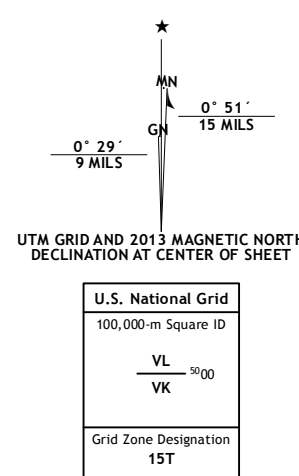 ★
MN
0° 51´
15 MILS
GN
0° 29´
9 MILS
UTM GRID AND 2013 MAGNETIC NORTH
DECLINATION AT CENTER OF SHEET
U.S. National Grid
100,000-m Square ID
VL
5000
VK
Grid Zone Designation
15T